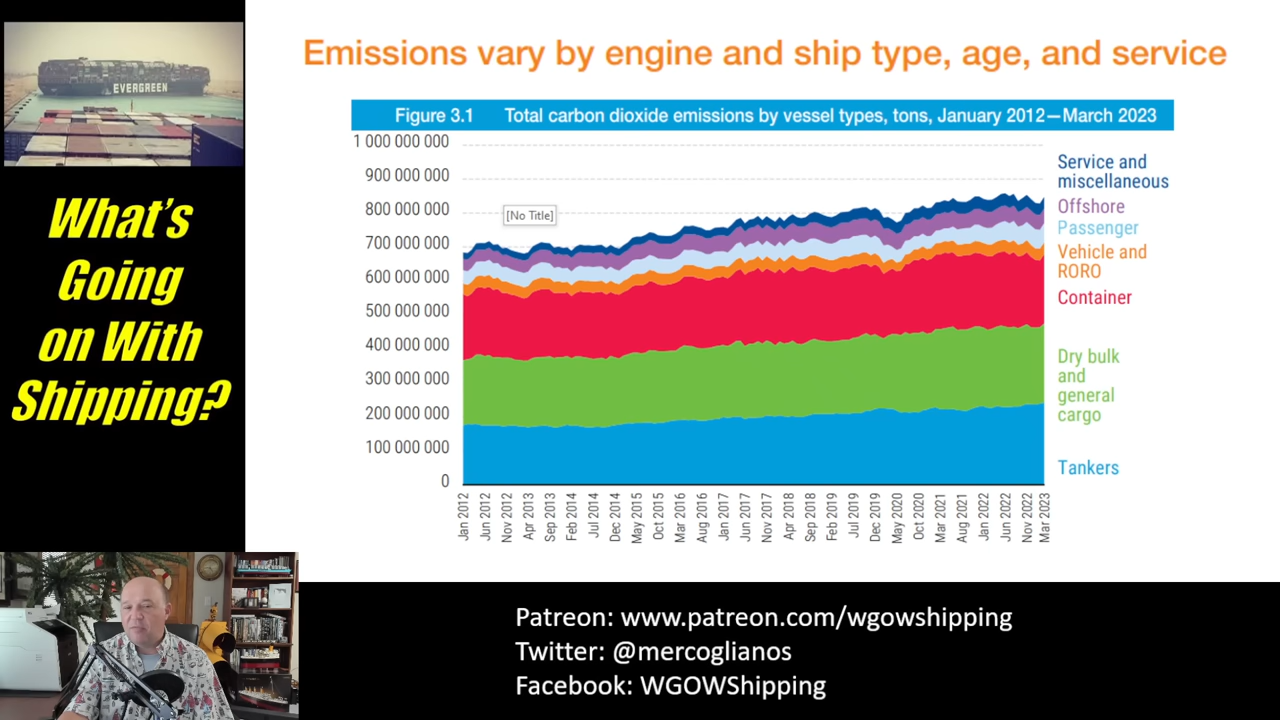 EVERGREEN
What's
Going
on With
Shipping?
Emissions vary by engine and ship type, age, and service
Figure 3.1 Total carbon dioxide emissions by vessel types, tons, January 2012—March 2023
1 000 000 000
900 000 000
800 000 000
700 000 000
600 000 000
500 000 000
400 000 000
300 000 000
200 000 000
100 000 000
0
[No Title]
Service and
miscellaneous
Offshore
Passenger
Vehicle and
RORO
Container
Dry bulk
and
general
cargo
Tankers
Jan 2012
Jun 2012
Nov 2012
Apr 2013
Sep 2013
Feb 2014
Jul 2014
Dec 2014
May 2015
Oct 2015
Mar 2016
Aug 2016
Jan 2017
Jun 2017
Nov 2017
Apr 2018
Sep 2018
Feb 2019
Jul 2019
Dec 2019
May 2020
Oct 2020
Mar 2021
Aug 2021
Jan 2022
Jun 2022
Nov 2022
Mar 2023
Patreon: www.patreon.com/wgowshipping
Twitter: @mercoglianos
Facebook: WGOWShipping